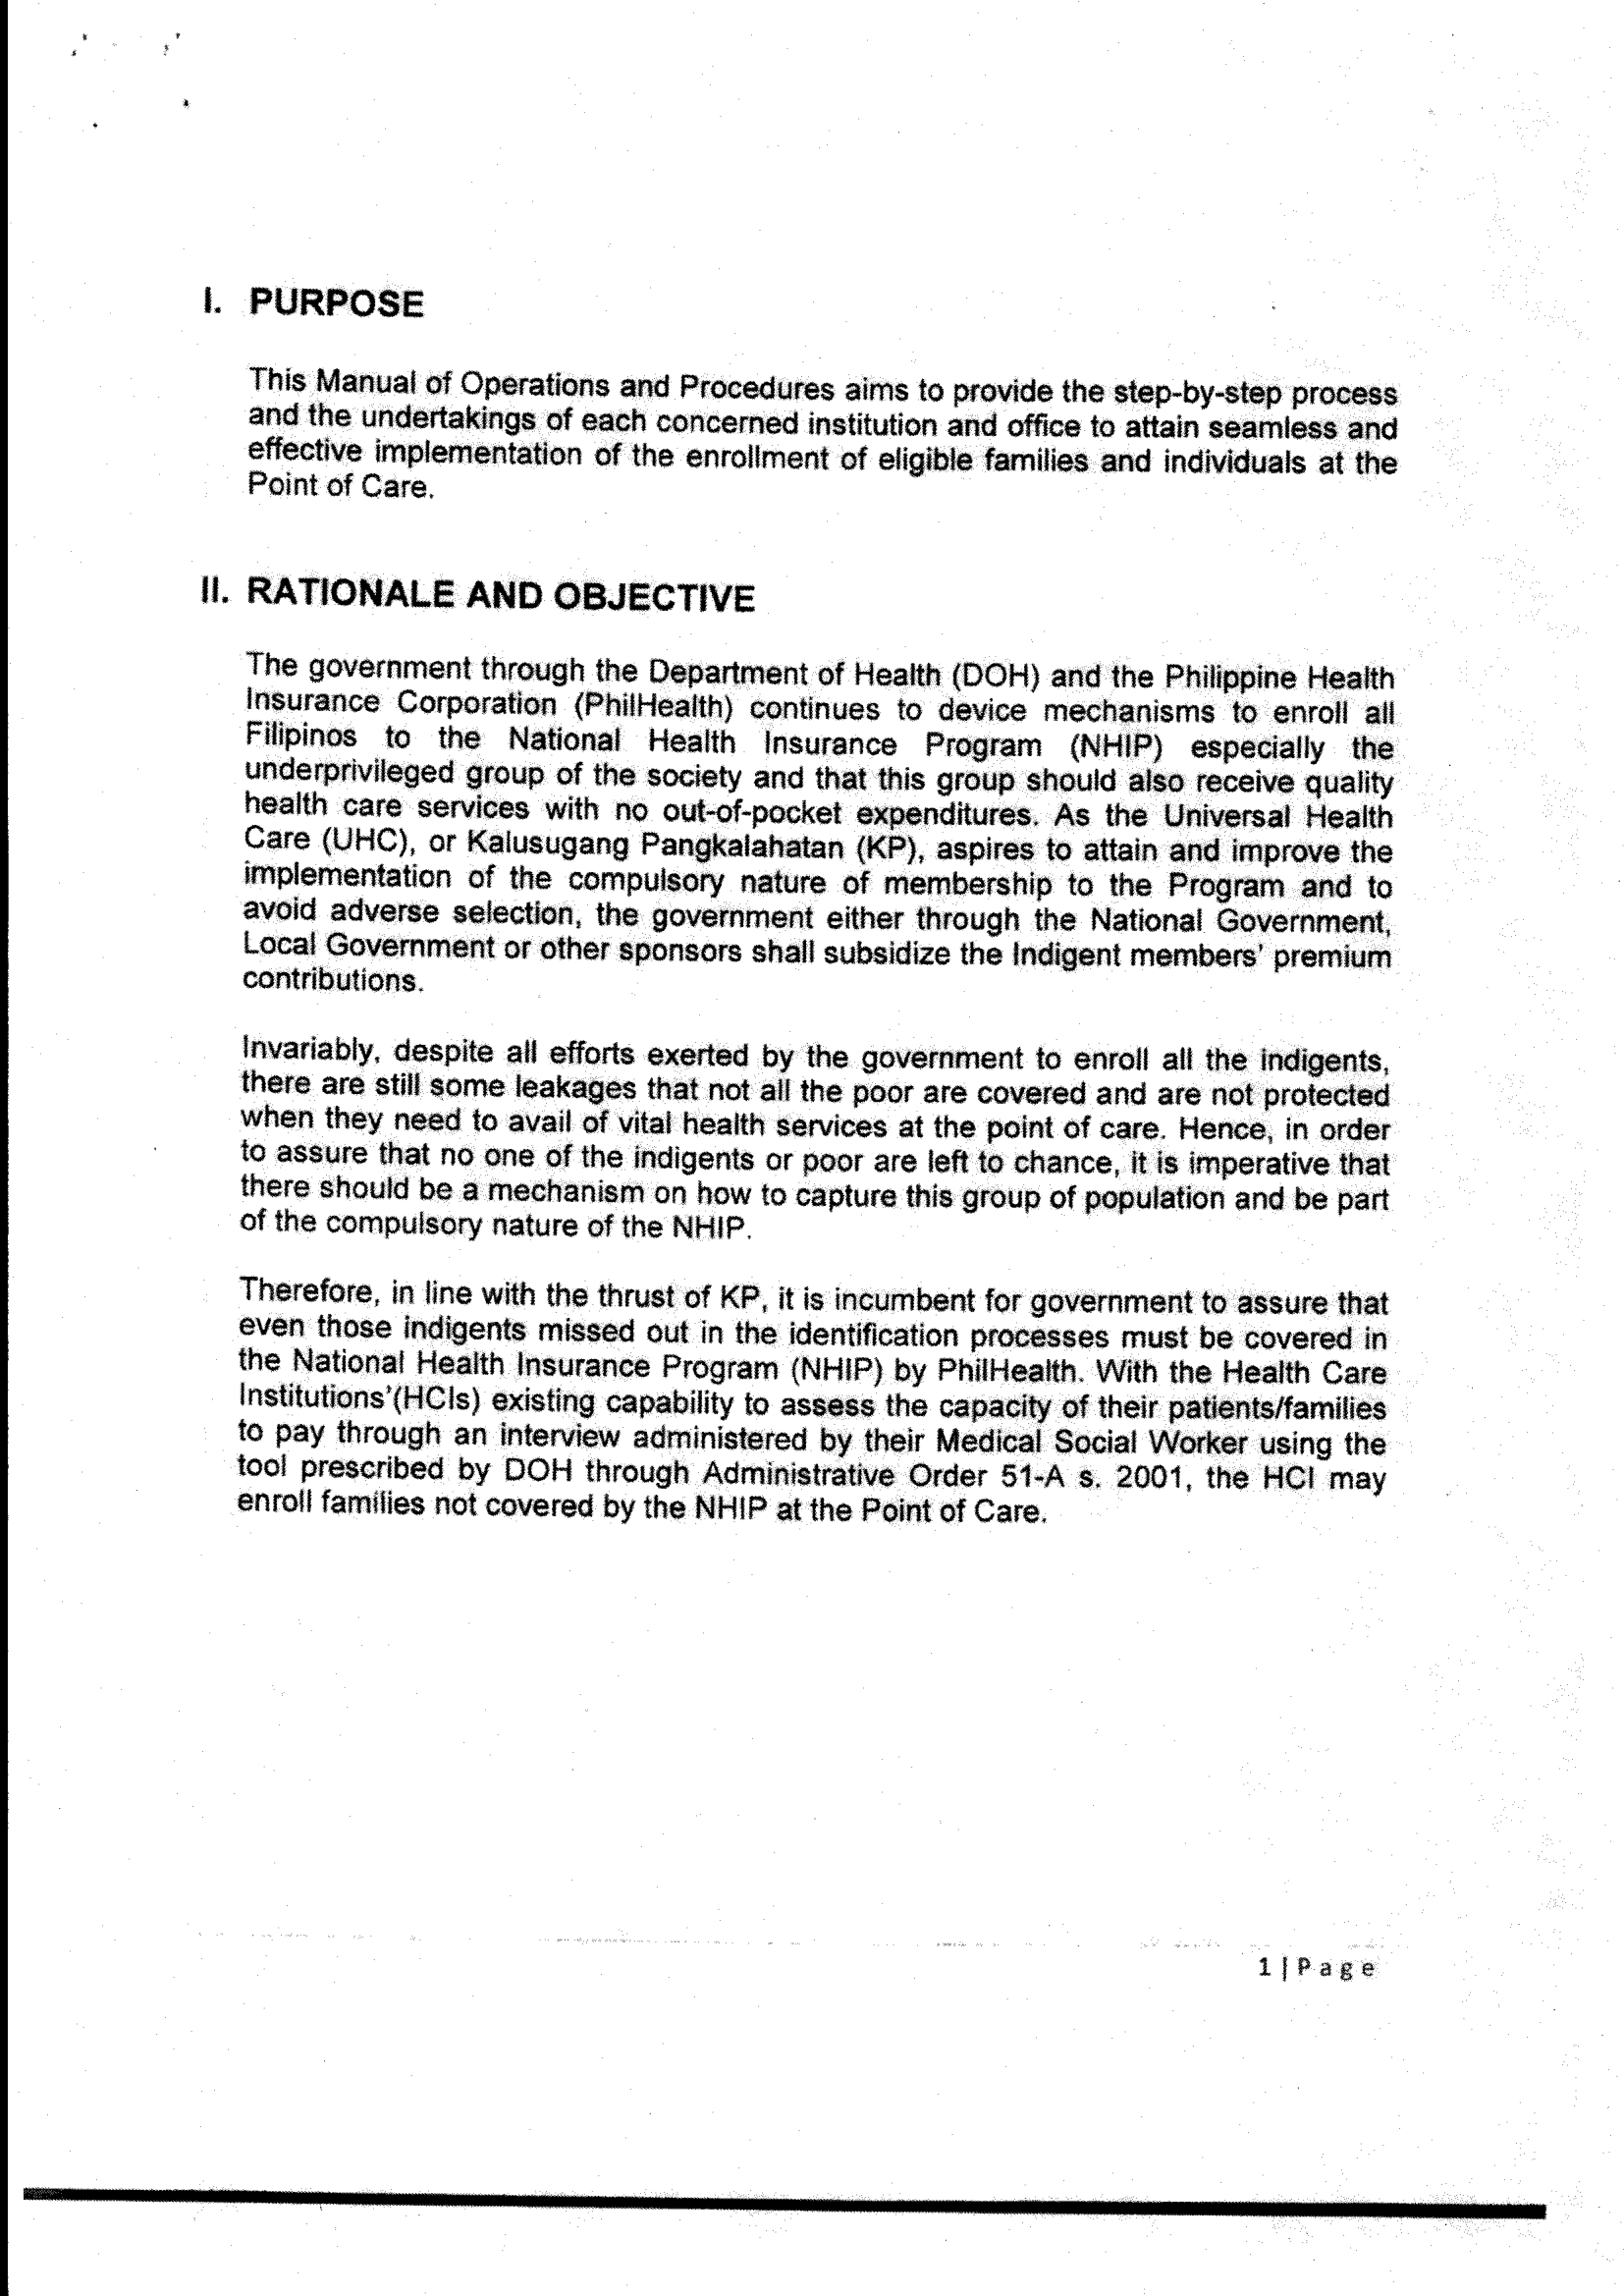 I. PURPOSE
This Manual of Operations and Procedures aims to provide the step-by-step process
and the undertakings of each concerned institution and office to attain seamless and
effective implementation of the enrollment of eligible families and individuals at the
Point of Care.
II. RATIONALE AND OBJECTIVE
The government through the Department of Health (DOH) and the Philippine Health
Insurance Corporation (PhilHealth) continues to device mechanisms to enroll all
Filipinos to the National Health Insurance Program (NHIP) especially the
underprivileged group of the society and that this group should also receive quality
health care services with no out-of-pocket expenditures. As the Universal Health
Care (UHC), or Kalusugang Pangkalahatan (KP), aspires to attain and improve the
implementation of the compulsory nature of membership to the Program and to
avoid adverse selection, the government either through the National Government,
Local Government or other sponsors shall subsidize the Indigent members' premium
contributions.
Invariably, despite all efforts exerted by the government to enroll all the indigents,
there are still some leakages that not all the poor are covered and are not protected
when they need to avail of vital health services at the point of care. Hence, in order
to assure that no one of the indigents or poor are left to chance, it is imperative that
there should be a mechanism on how to capture this group of population and be part
of the compulsory nature of the NHIP.
Therefore, in line with the thrust of KP, it is incumbent for government to assure that
even those indigents missed out in the identification processes must be covered in
the National Health Insurance Program (NHIP) by PhilHealth. With the Health Care
Institutions'(HCIs) existing capability to assess the capacity of their patients/families
to pay through an interview administered by their Medical Social Worker using the
tool prescribed by DOH through Administrative Order 51-A s. 2001, the HCI may
enroll families not covered by the NHIP at the Point of Care.
1 | P a g e